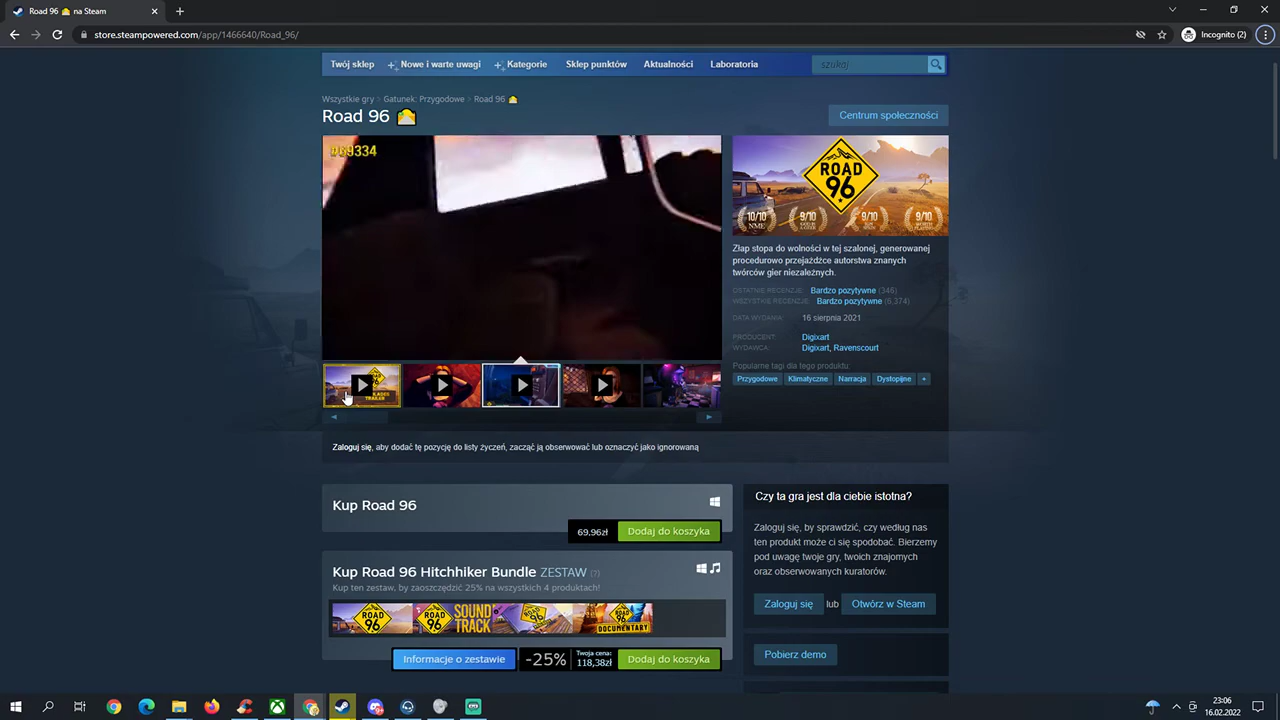 Road 96 na Steam
store.steampowered.com/app/1466640/Road_96/
Incognito (2)
Twój sklep
Nowe i warte uwagi
Kategorie
Sklep punktów
Aktualności
Laboratoria
szukaj
Wszystkie gry > Gatunek: Przygodowe > Road 96
Road 96
Centrum społeczności
#69334
ROAD
96
10/10
NME
9/10
9/10
9/10
Złap stopa do wolności w tej szalonej, generowanej
procedurowo przejażdżce autorstwa znanych
twórców gier niezależnych.
OSTATNIE RECENZJE: Bardzo pozytywne (346)
WSZYSTKIE RECENZJE: Bardzo pozytywne (6,374)
DATA WYDANIA: 16 sierpnia 2021
PRODUCENT: Digixart
WYDAWCA: Digixart, Ravenscourt
Popularne tagi dla tego produktu:
Przygodowe
Klimatyczne
Narracja
Dystopijne
+
TRAILER
Zaloguj się, aby dodać tę pozycję do listy życzeń, zacząć ją obserwować lub oznaczyć jako ignorowaną
Kup Road 96
69,96zł
Dodaj do koszyka
Kup Road 96 Hitchhiker Bundle ZESTAW (?)
Kup ten zestaw, by zaoszczędzić 25% na wszystkich 4 produktach!
ROAD
96
ROAD
96
SOUND
TRACK
ROAD
96
DOCUMENTARY
Informacje o zestawie
-25%
Twoja cena:
118,38zł
Dodaj do koszyka
Czy ta gra jest dla ciebie istotna?
Zaloguj się, by sprawdzić, czy według nas
ten produkt może ci się spodobać. Bierzemy
pod uwagę twoje gry, twoich znajomych
oraz obserwowanych kuratorów.
Zaloguj się
lub
Otwórz w Steam
Pobierz demo
23:06
16.02.2022